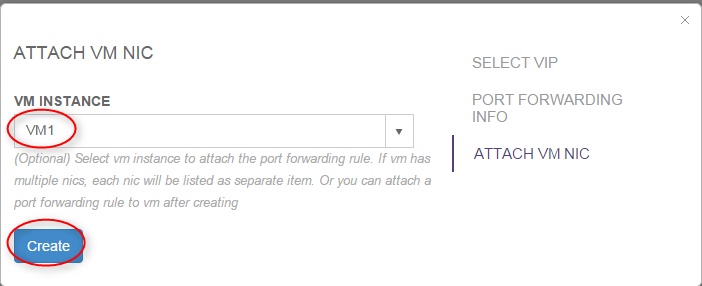 ATTACH VM NIC
VM INSTANCE
VM1
(Optional) Select vm instance to attach the port forwarding rule. If vm has
multiple nics, each nic will be listed as separate item. Or you can attach a
port forwarding rule to vm after creating
Create
SELECT VIP
PORT FORWARDING
INFO
ATTACH VM NIC